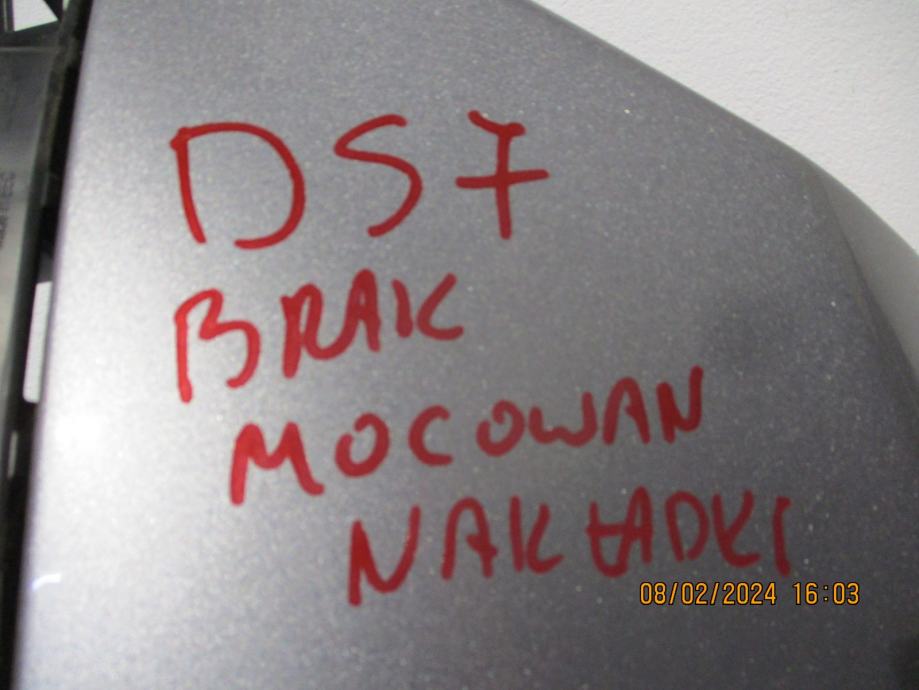 DS7
BRAK
MOCOWAN
NAKŁADKI
08/02/2024 16:03